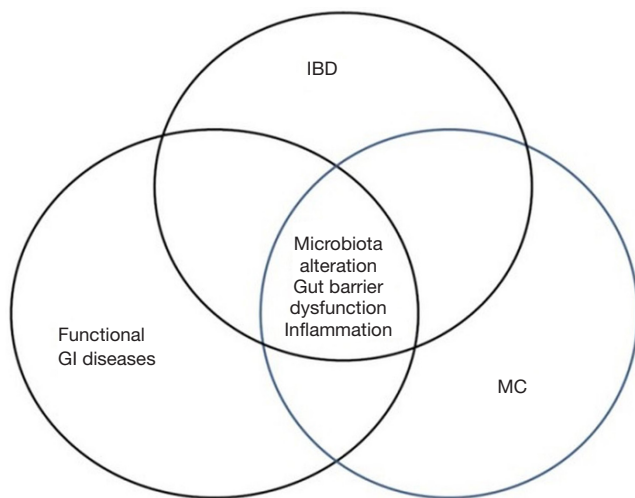 IBD
Microbiota
alteration
Gut barrier
dysfunction
Inflammation
Functional
GI diseases
MC